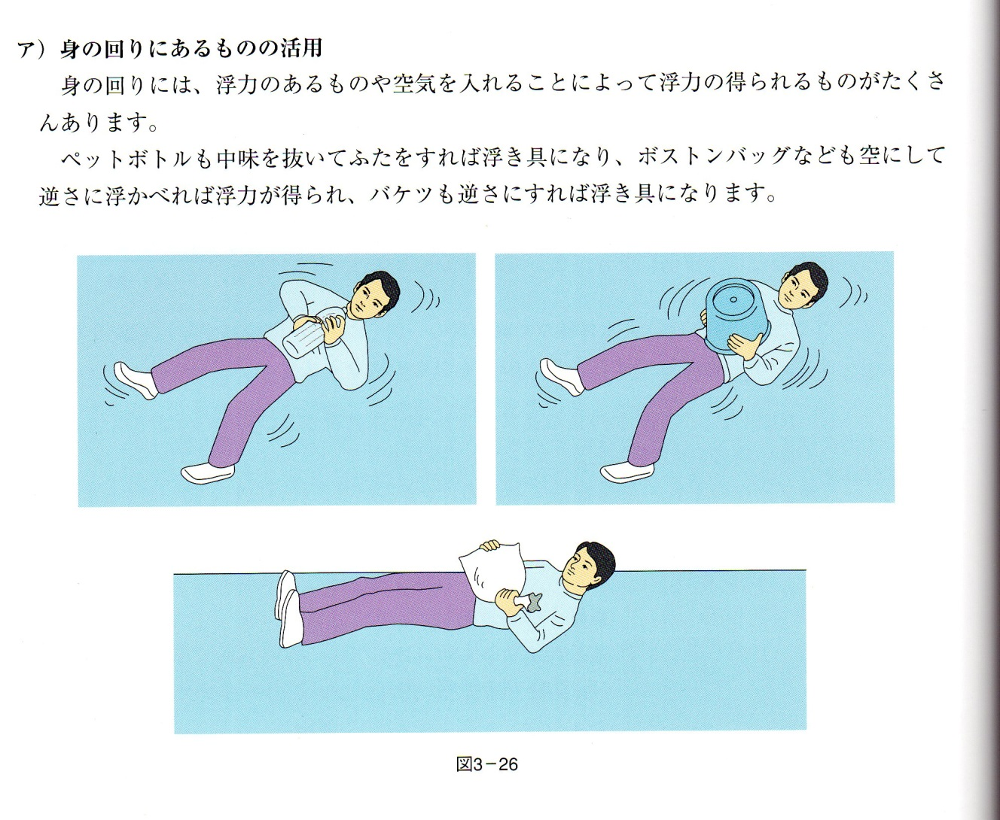 ア）身の回りにあるものの活用
身の回りには、浮力のあるものや空気を入れることによって浮力の得られるものがたくさ
んあります。
ペットボトルも中味を抜いてふたをすれば浮き具になり、ボストンバッグなども空にして
逆さに浮かべれば浮力が得られ、バケツも逆さにすれば浮き具になります。
図3－26